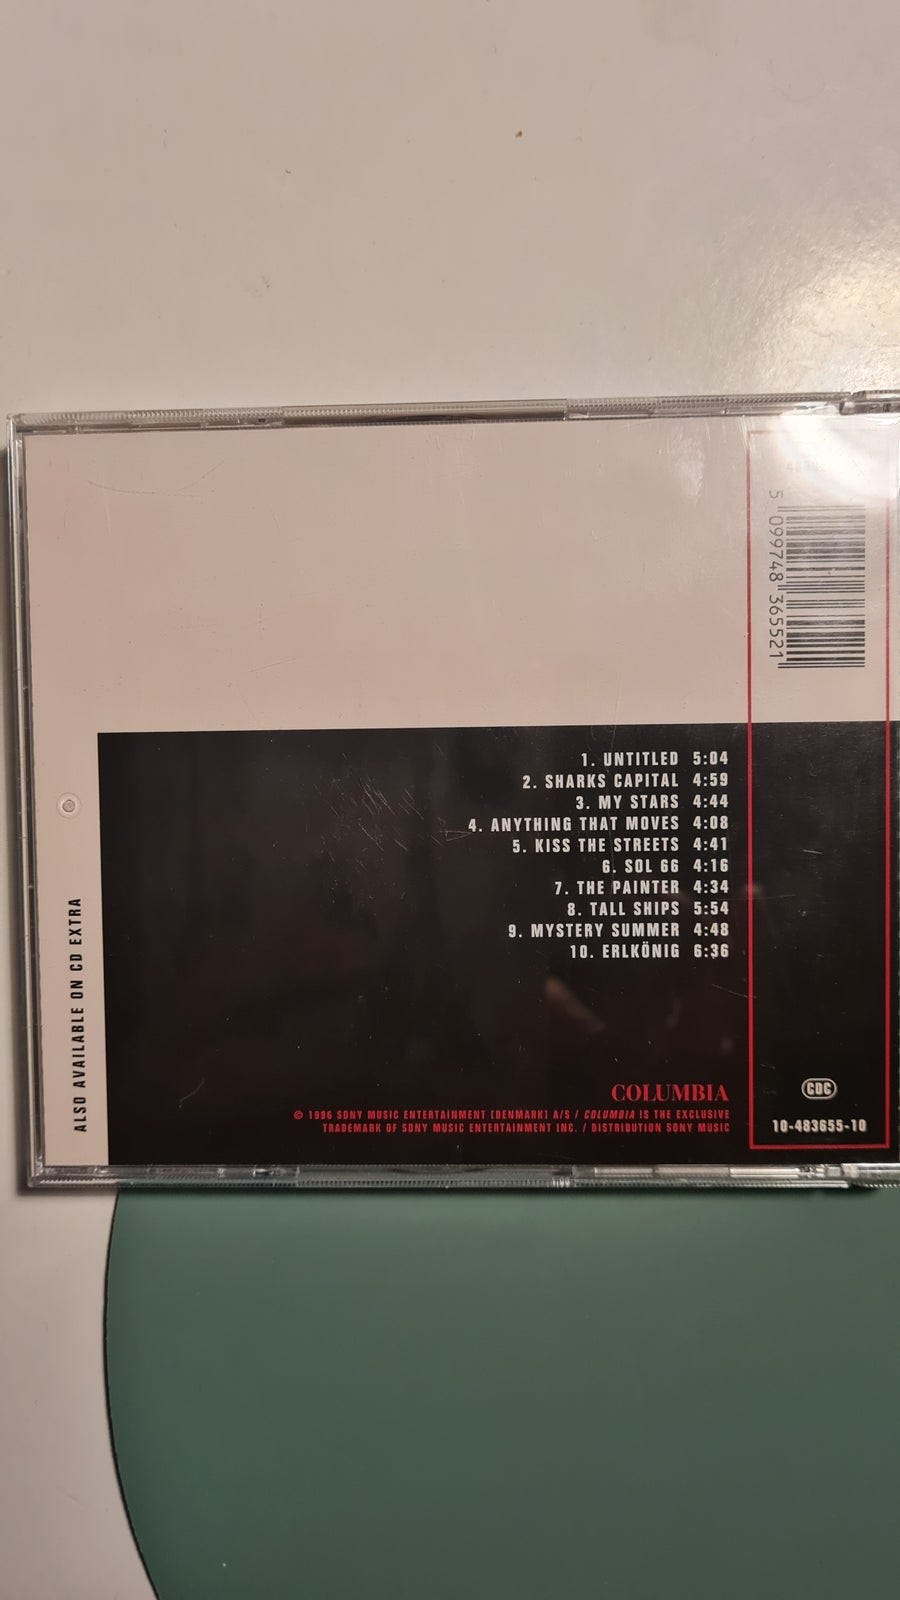 5 099748 365521
1. UNTITLED 5:04
2. SHARKS CAPITAL 4:59
3. MY STARS 4:44
4. ANYTHING THAT MOVES 4:08
5. KISS THE STREETS 4:41
6. SOL 66 4:16
7. THE PAINTER 4:34
8. TALL SHIPS 5:54
9. MYSTERY SUMMER 4:48
10. ERLKÖNIG 6:36
ALSO AVAILABLE ON CD EXTRA
COLUMBIA
© 1996 SONY MUSIC ENTERTAINMENT (DENMARK) A/S / COLUMBIA IS THE EXCLUSIVE
TRADEMARK OF SONY MUSIC ENTERTAINMENT INC. / DISTRIBUTION SONY MUSIC
CDC
10-483655-10